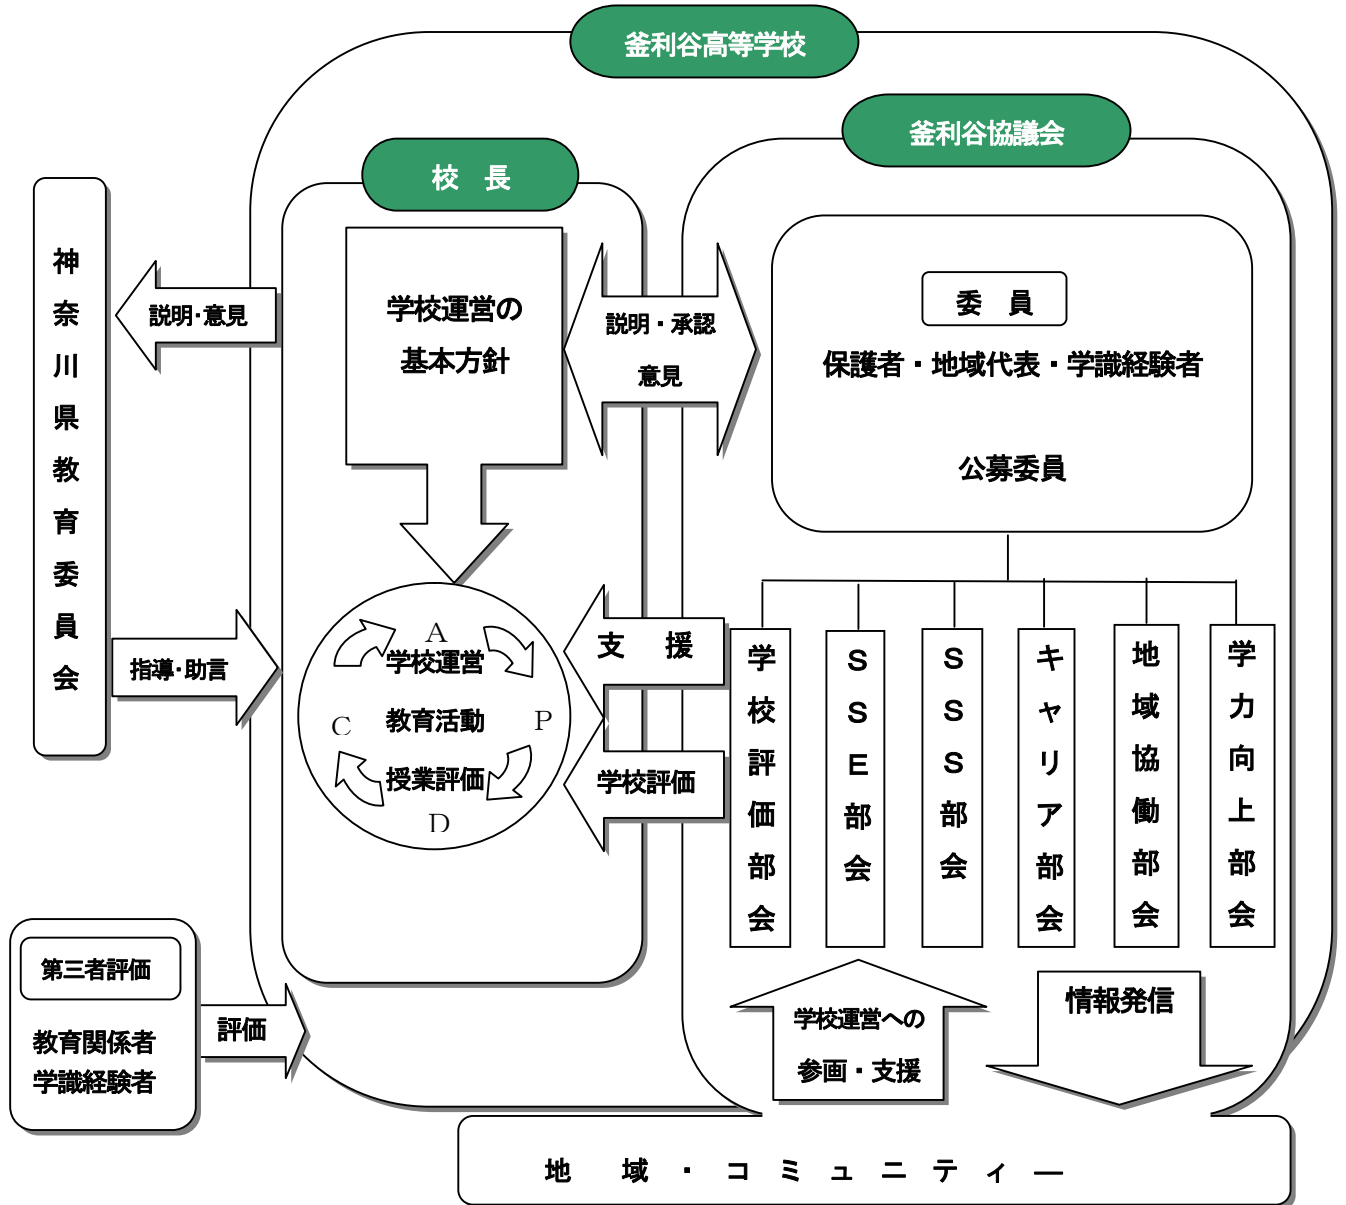 釜利谷高等学校
釜利谷協議会
校　長
神奈川県教育委員会
説明・意見
学校運営の
基本方針
説明・承認
意見
委　員
保護者・地域代表・学識経験者
公募委員
指導・助言
A
学校運営
C
教育活動
P
授業評価
D
支　援
学校評価
学校評価部会
ＳＳＥ部会
ＳＳＳ部会
キャリア部会
地域協働部会
学力向上部会
第三者評価
教育関係者
学識経験者
評価
学校運営への
参画・支援
情報発信
地　域・コミュニティー